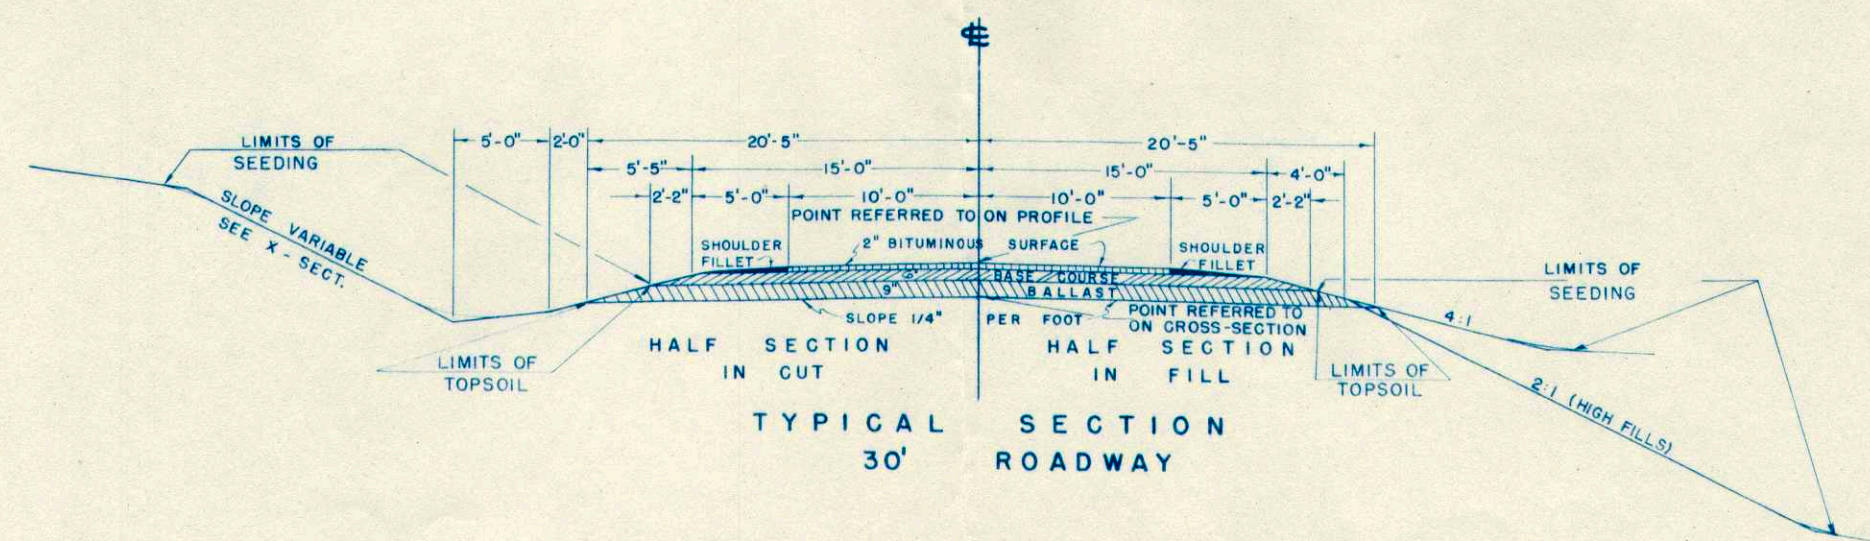 ℄
5'-0" 2'-0" 20'-5" 20'-5"
LIMITS OF
SEEDING
5'-5" 15'-0" 15'-0" 4'-0"
2'-2" 5'-0" 10'-0" 10'-0" 5'-0" 2'-2"
POINT REFERRED TO ON PROFILE
SLOPE VARIABLE
SEE X - SECT.
SHOULDER
FILLET
2" BITUMINOUS SURFACE
SHOULDER
FILLET
6" BASE COURSE
9" BALLAST
LIMITS OF
SEEDING
SLOPE 1/4" PER FOOT
POINT REFERRED TO
ON CROSS-SECTION
4:1
HALF SECTION
IN CUT
HALF SECTION
IN FILL
LIMITS OF
TOPSOIL
LIMITS OF
TOPSOIL
2:1 (HIGH FILLS)
TYPICAL SECTION
30' ROADWAY